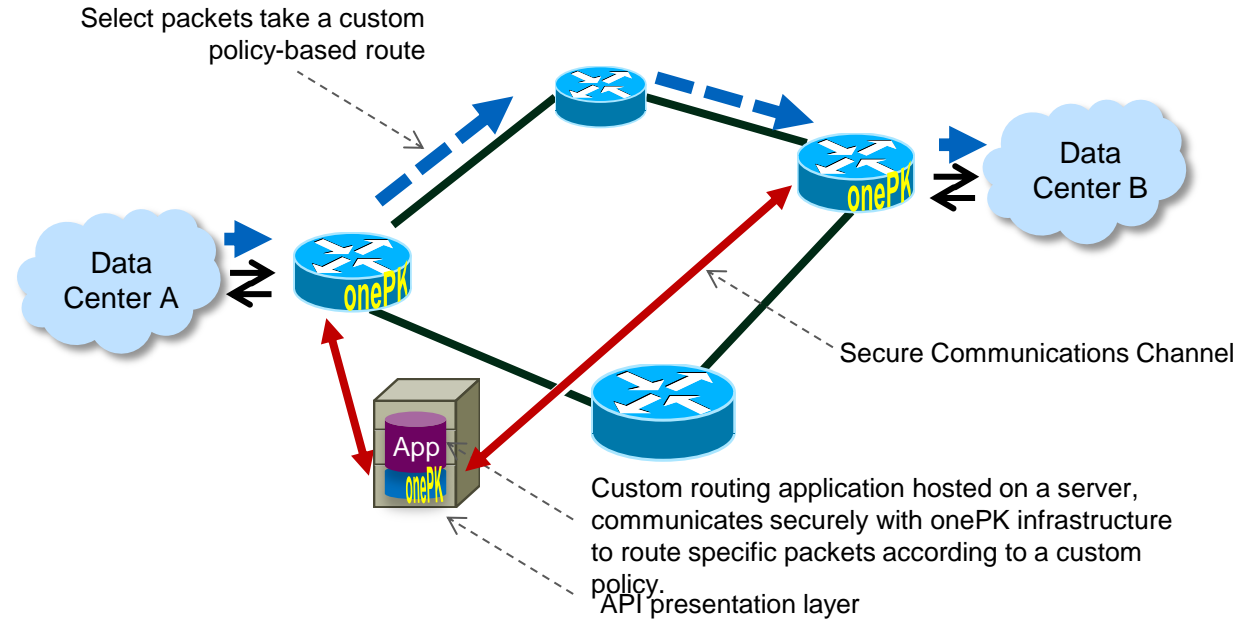 Select packets take a custom
policy-based route
Data
Center B
onePK
Data
Center A
onePK
Secure Communications Channel
App
onePK
Custom routing application hosted on a server,
communicates securely with onePK infrastructure
to route specific packets according to a custom
policy.
API presentation layer